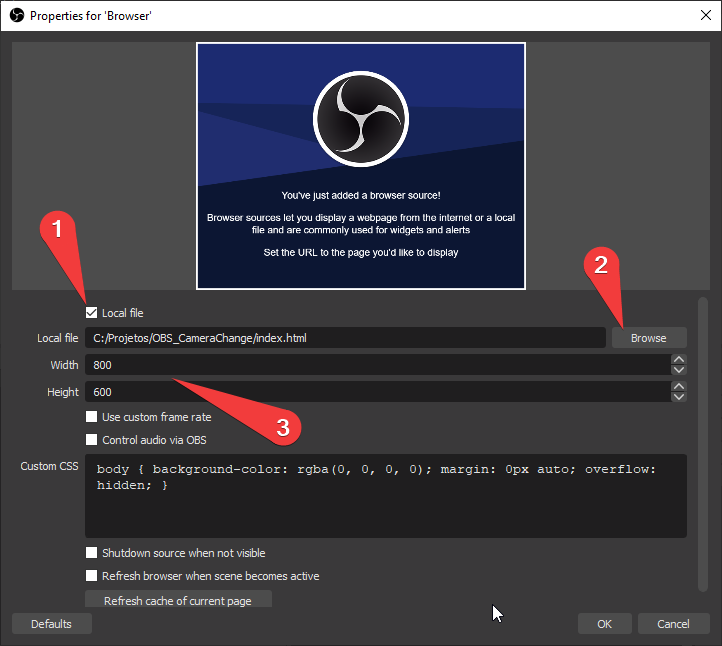 Properties for 'Browser'
You've just added a browser source!
Browser sources let you display a webpage from the internet or a local
file and are commonly used for widgets and alerts
Set the URL to the page you'd like to display
1
2
Local file
Local file C:/Projetos/OBS_CameraChange/index.html Browse
Width 800
Height 600
Use custom frame rate
3
Control audio via OBS
Custom CSS body { background-color: rgba(0, 0, 0, 0); margin: 0px auto; overflow:
hidden; }
Shutdown source when not visible
Refresh browser when scene becomes active
Refresh cache of current page
Defaults OK Cancel